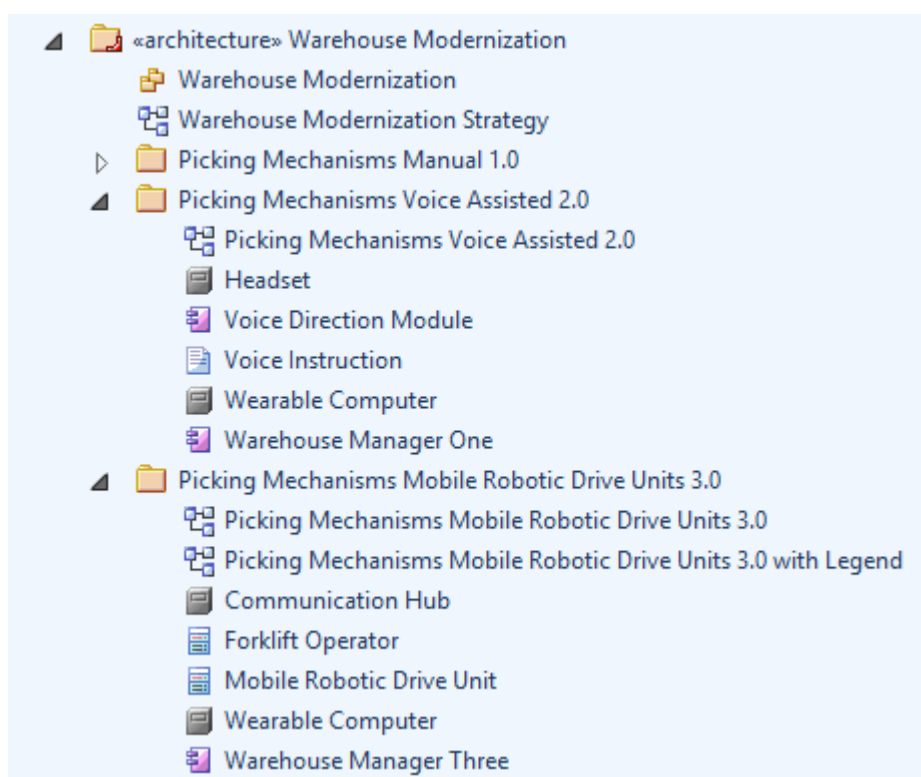 «architecture» Warehouse Modernization
Warehouse Modernization
Warehouse Modernization Strategy
Picking Mechanisms Manual 1.0
Picking Mechanisms Voice Assisted 2.0
Picking Mechanisms Voice Assisted 2.0
Headset
Voice Direction Module
Voice Instruction
Wearable Computer
Warehouse Manager One
Picking Mechanisms Mobile Robotic Drive Units 3.0
Picking Mechanisms Mobile Robotic Drive Units 3.0
Picking Mechanisms Mobile Robotic Drive Units 3.0 with Legend
Communication Hub
Forklift Operator
Mobile Robotic Drive Unit
Wearable Computer
Warehouse Manager Three